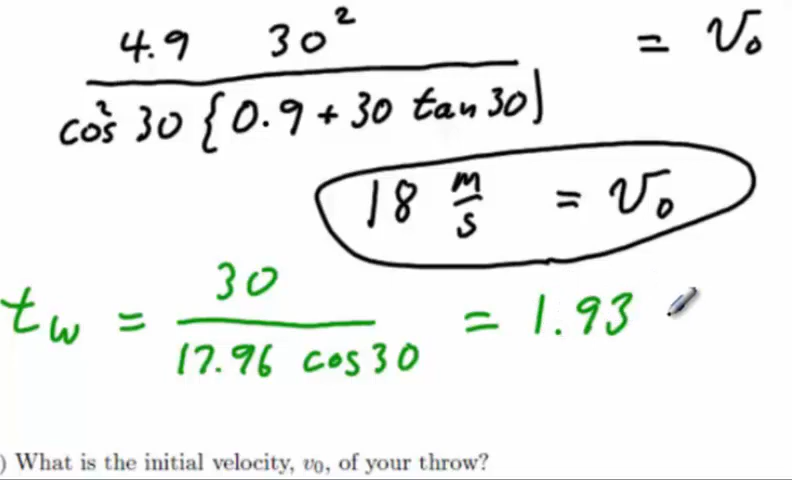 4.9 30² = v₀
cos² 30 {0.9 + 30 tan 30}
18 m/s = v₀
t_w = 30 / 17.96 cos 30 = 1.93
) What is the initial velocity, v₀, of your throw?